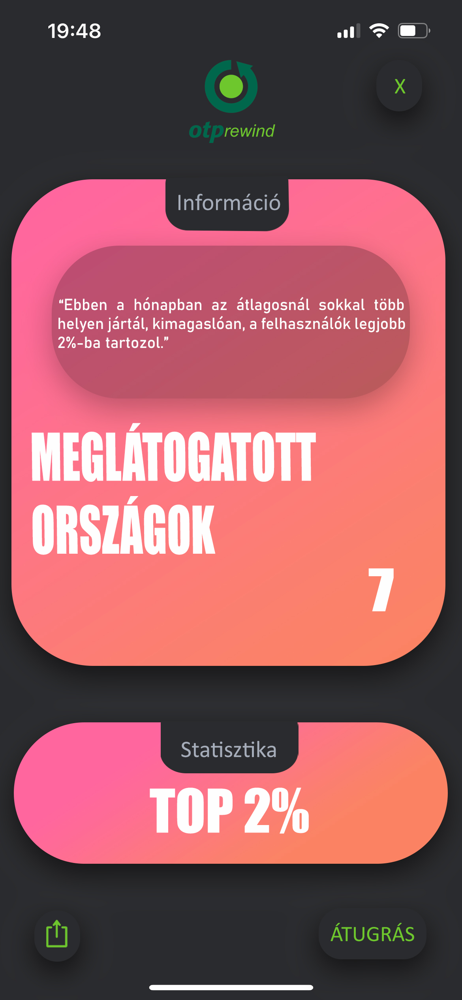 19:48
X
otprewind
Információ
“Ebben a hónapban az átlagosnál sokkal több
helyen jártál, kimagaslóan, a felhasználók legjobb
2%-ba tartozol.”
MEGLÁTOGATOTT
ORSZÁGOK
7
Statisztika
TOP 2%
ÁTUGRÁS